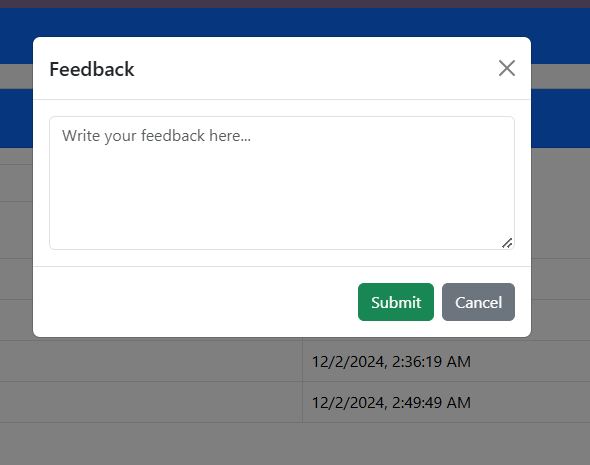 Feedback
Write your feedback here...
Submit Cancel
12/2/2024, 2:36:19 AM
12/2/2024, 2:49:49 AM